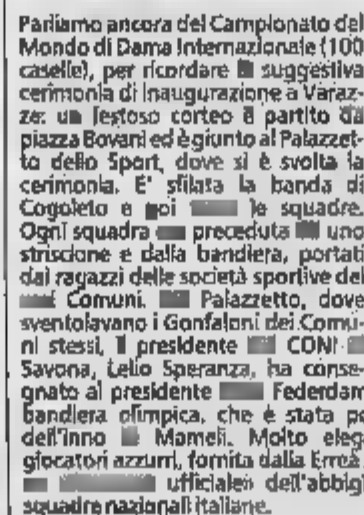 Parliamo ancora del Campionato del
Mondo di Dama Internazionale (100
caselle), per ricordare suggestiva
cerimonia di inaugurazione a Varaz-
ze: un festoso corteo è partito da
piazza Bovani ed è giunto al Palazzet-
to dello Sport, dove si è svolta la
cerimonia. E' sfilata la banda di
Cogoleto e poi le squadre.
Ogni squadra preceduta uno
striscione e dalla bandiera, portati
dai ragazzi delle società sportive dei
Comuni. Palazzetto, dove
sventolavano i Gonfaloni dei Comu-
ni stessi, il presidente CONI
Savona, Lelio Speranza, ha conse-
gnato al presidente Federdam
bandiera olimpica, che è stata po
dell'inno Mameli. Molto eleg
giocatori azzurri, fornita dalla Erreà
ufficiale» dell'abbigl
squadre nazionali italiane.